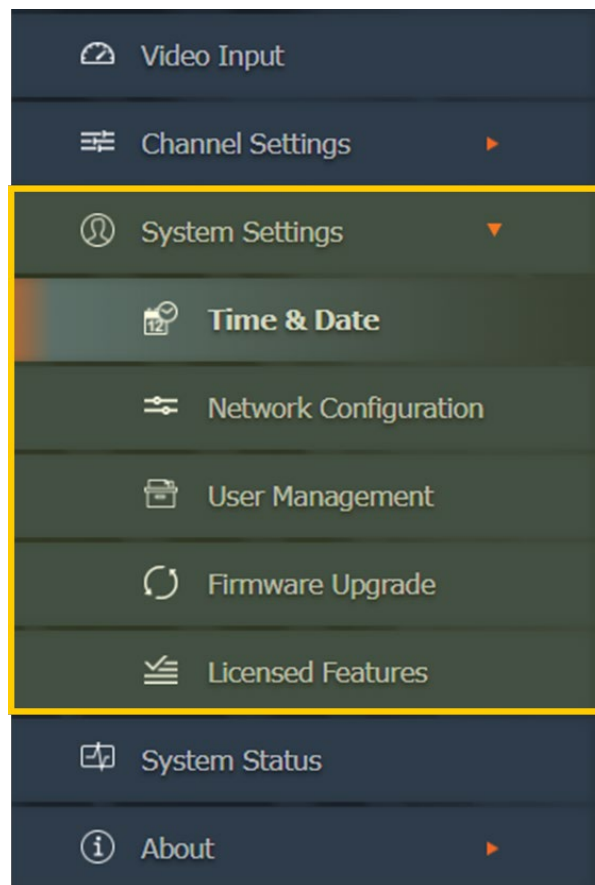 Video Input
Channel Settings
System Settings
12
Time & Date
Network Configuration
User Management
Firmware Upgrade
Licensed Features
System Status
About